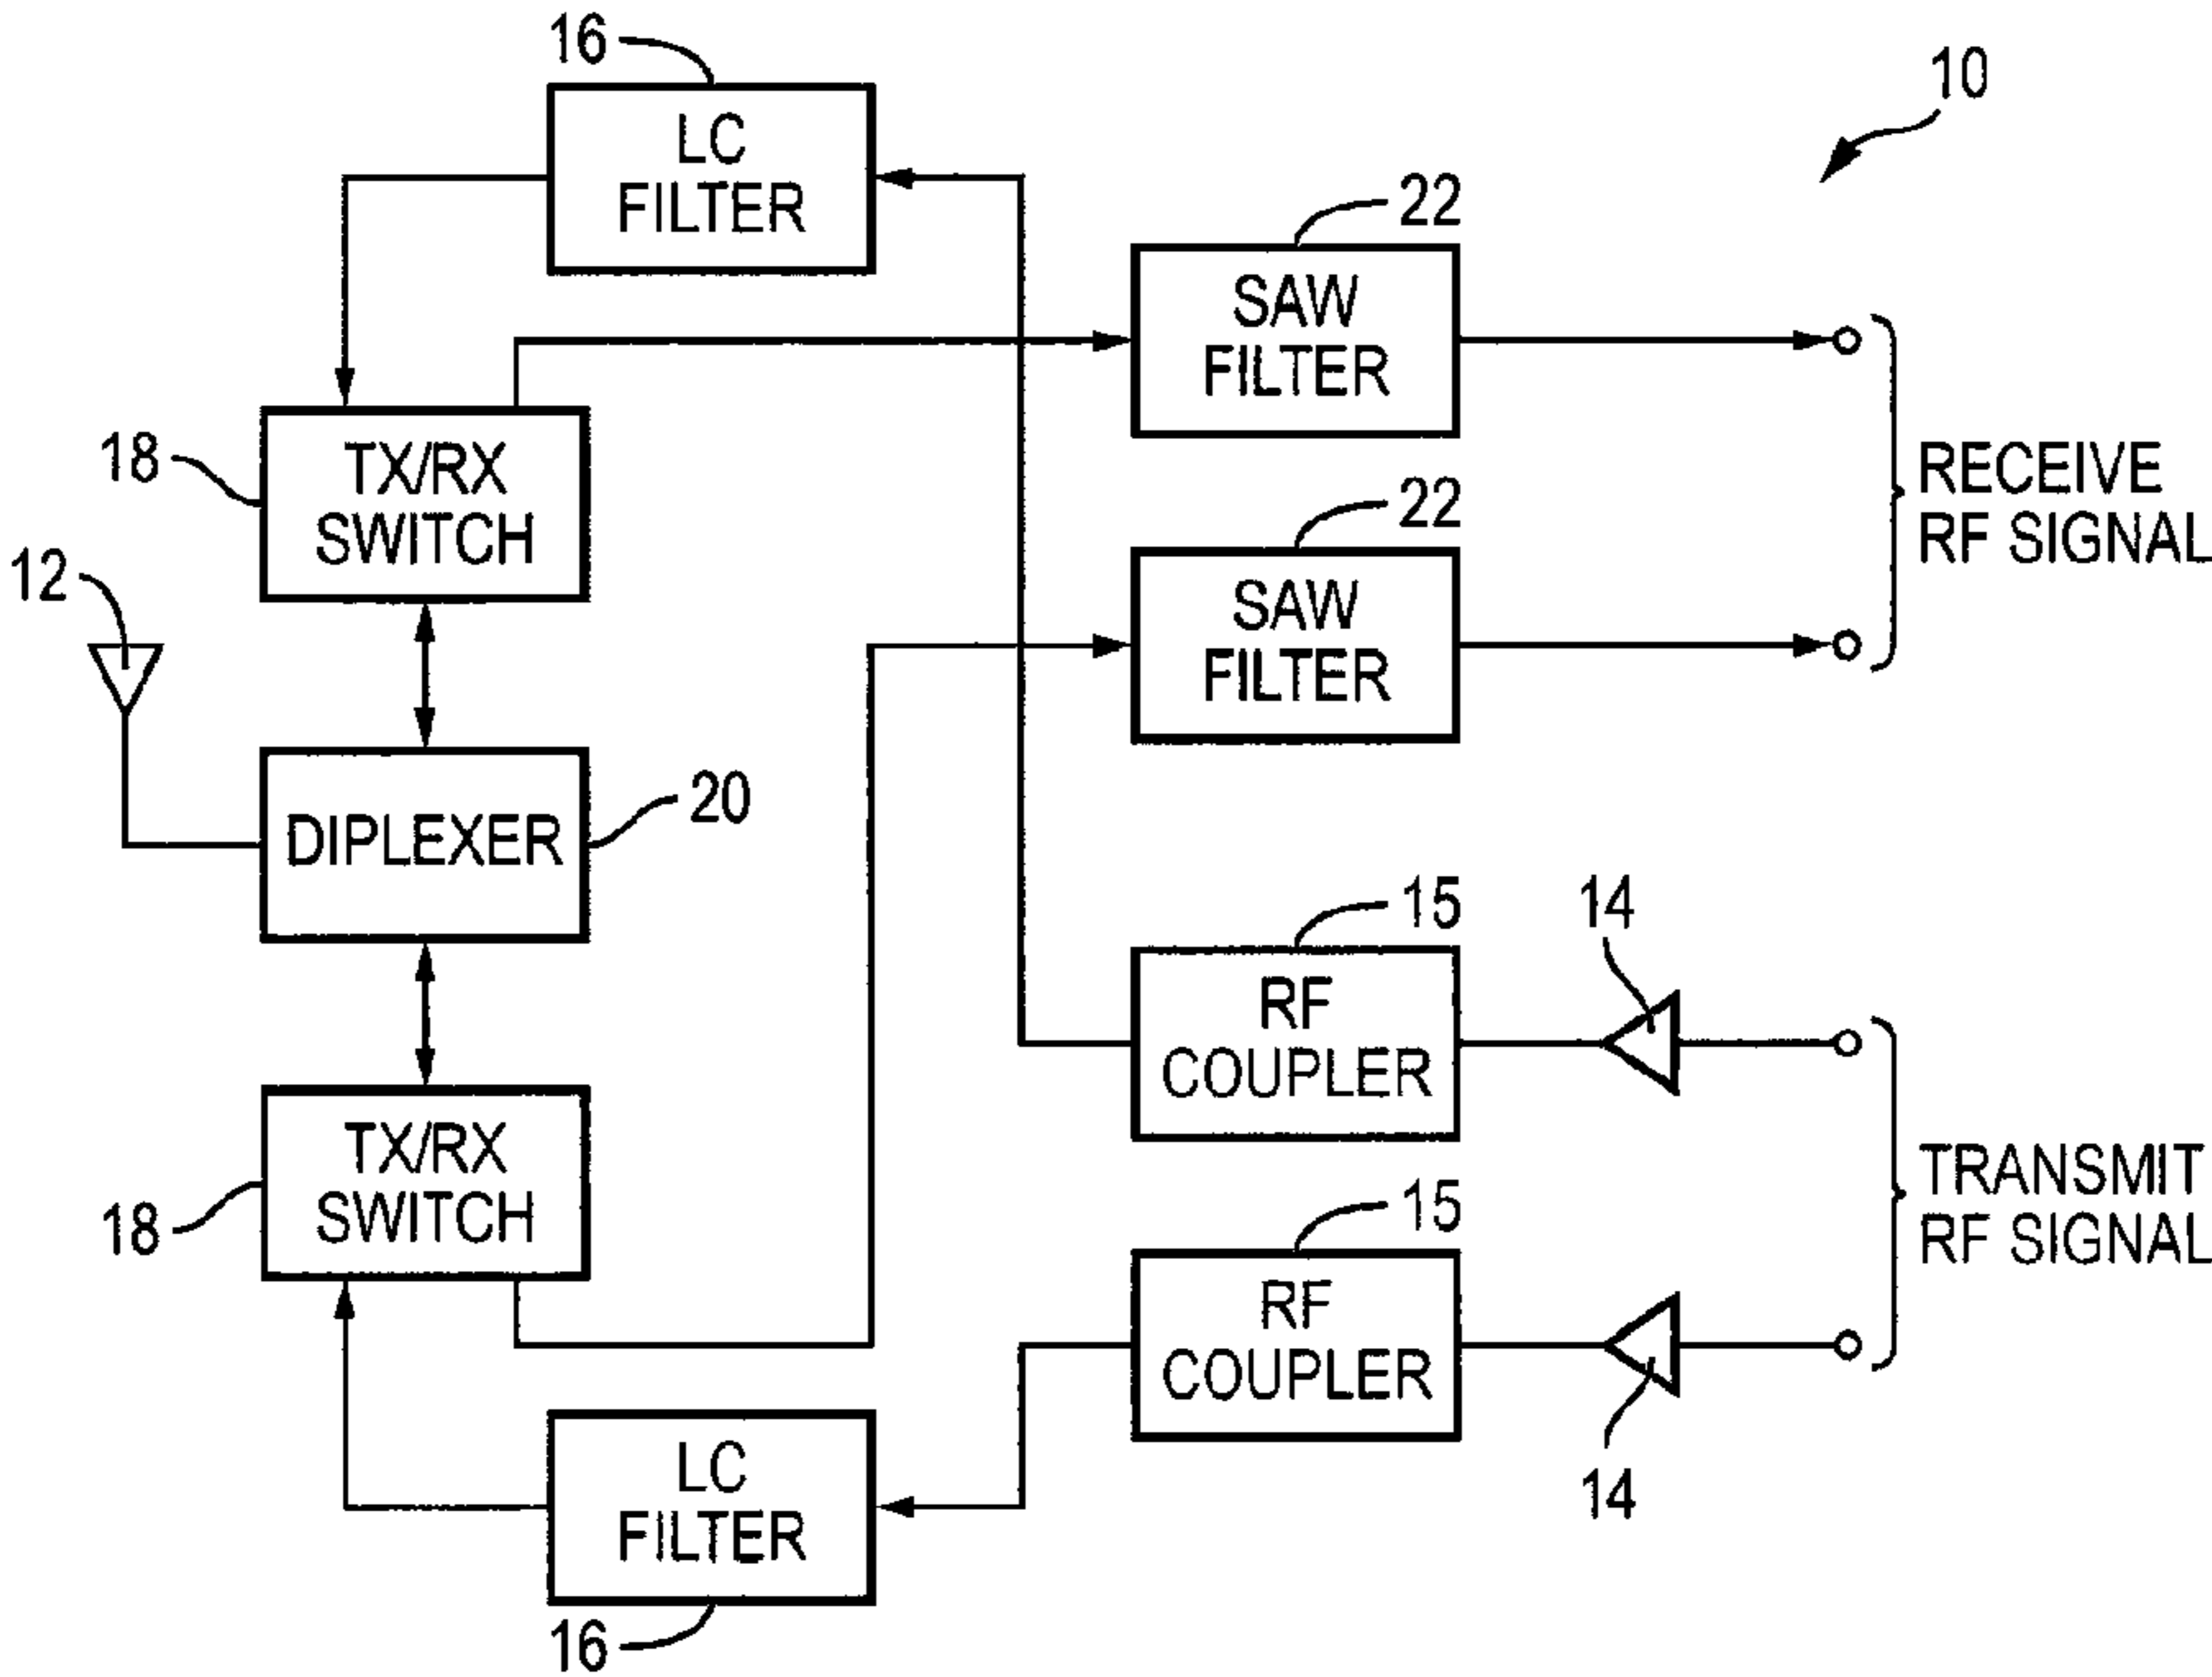 16
LC
FILTER
10
22
SAW
FILTER
18
TX/RX
SWITCH
RECEIVE
RF SIGNAL
22
SAW
FILTER
12
DIPLEXER
20
15
RF
COUPLER
14
TX/RX
SWITCH
18
TRANSMIT
RF SIGNAL
15
RF
COUPLER
14
LC
FILTER
16